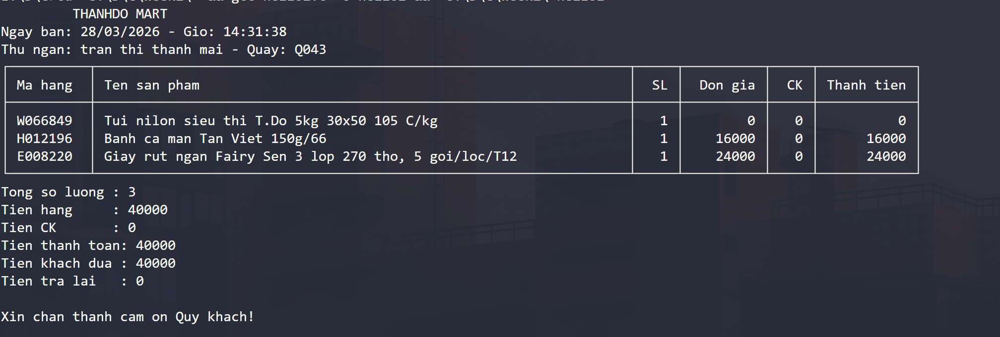 THANHDO MART
Ngay ban: 28/03/2026 - Gio: 14:31:38
Thu ngan: tran thi thanh mai - Quay: Q043
Ma hang Ten san pham SL Don gia CK Thanh tien
W066849 Tui nilon sieu thi T.Do 5kg 30x50 105 C/kg 1 0 0 0
H012196 Banh ca man Tan Viet 150g/66 1 16000 0 16000
E008220 Giay rut ngan Fairy Sen 3 lop 270 tho, 5 goi/loc/T12 1 24000 0 24000
Tong so luong : 3
Tien hang : 40000
Tien CK : 0
Tien thanh toan: 40000
Tien khach dua : 40000
Tien tra lai : 0
Xin chan thanh cam on Quy khach!